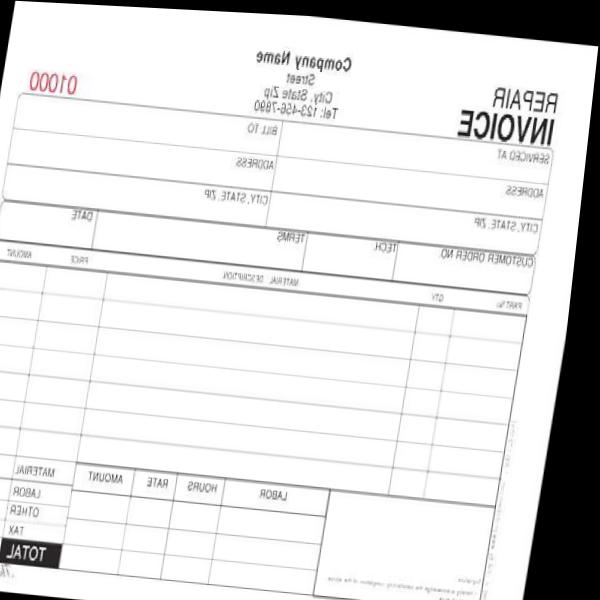 REPAIR
INVOICE
Company Name
Street
City, State Zip
Tel: 123-456-7890
01000
SERVICED AT
BILL TO
ADDRESS
ADDRESS
CITY, STATE, ZIP
CITY, STATE, ZIP
CUSTOMER ORDER NO.
TECH.
TERMS
DATE
PART No.
QTY
MATERIAL DESCRIPTION
PRICE
AMOUNT
LABOR
HOURS
RATE
AMOUNT
MATERIAL
LABOR
OTHER
TAX
TOTAL
Signature